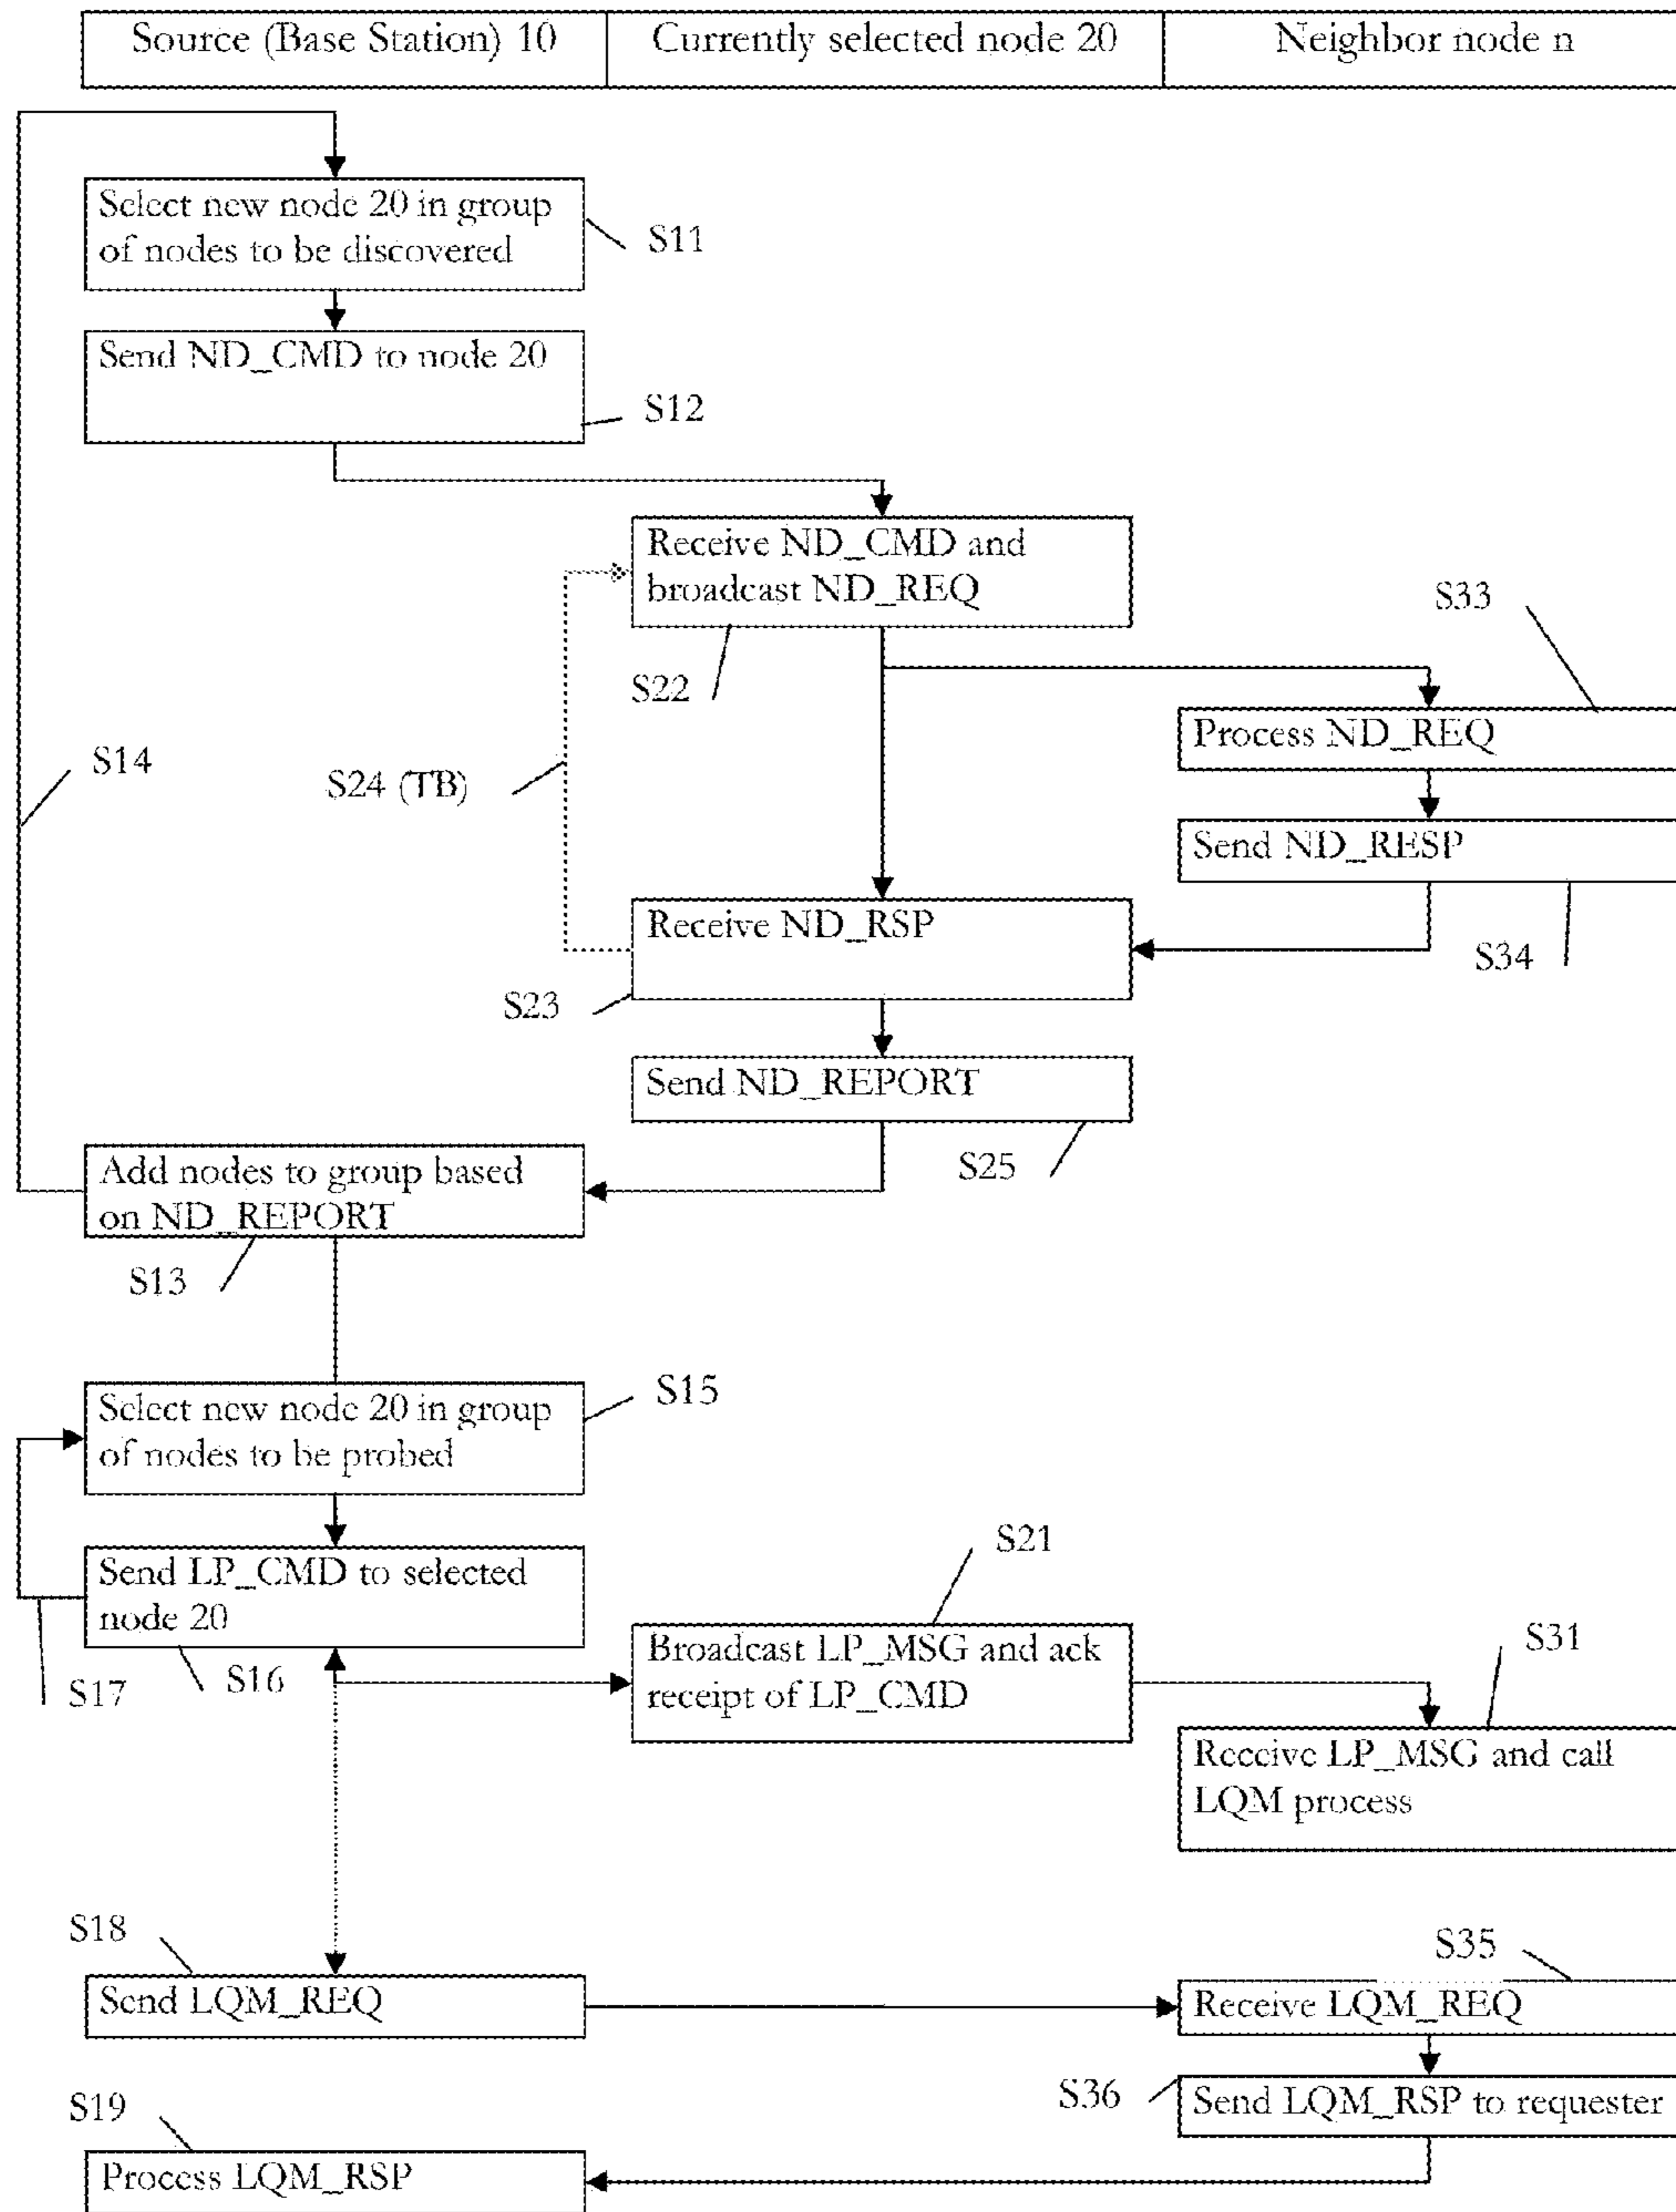 Source (Base Station) 10
Currently selected node 20
Neighbor node n
Select new node 20 in group
of nodes to be discovered
S11
Send ND_CMD to node 20
S12
Receive ND_CMD and
broadcast ND_REQ
S22
S33
Process ND_REQ
S14
S24 (TB)
Send ND_RESP
Receive ND_RSP
S34
S23
Send ND_REPORT
S25
Add nodes to group based
on ND_REPORT
S13
Select new node 20 in group
of nodes to be probed
S15
Send LP_CMD to selected
node 20
S21
Broadcast LP_MSG and ack
receipt of LP_CMD
S31
S17
S16
Receive LP_MSG and call
LQM process
S18
Send LQM_REQ
S35
Receive LQM_REQ
S36
Send LQM_RSP to requester
S19
Process LQM_RSP